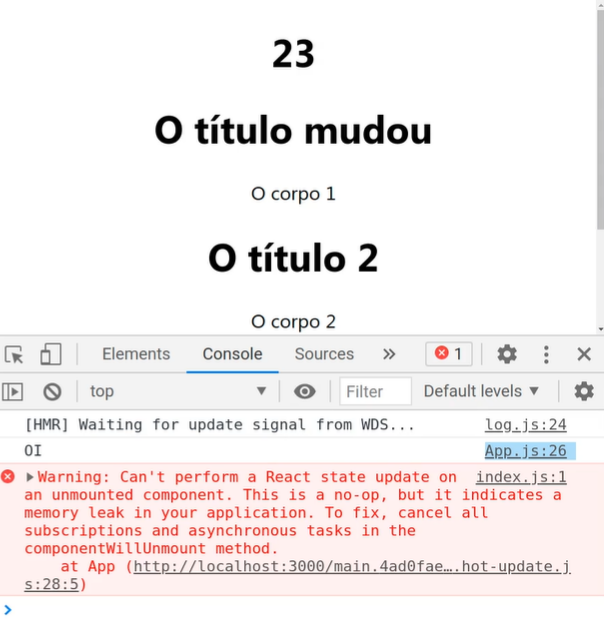 23
O título mudou
O corpo 1
O título 2
O corpo 2
Elements Console Sources » 1
top Filter Default levels
[HMR] Waiting for update signal from WDS... log.js:24
OI App.js:26
Warning: Can't perform a React state update on index.js:1
an unmounted component. This is a no-op, but it indicates a
memory leak in your application. To fix, cancel all
subscriptions and asynchronous tasks in the
componentWillUnmount method.
at App (http://localhost:3000/main.4ad0fae….hot-update.j
s:28:5)